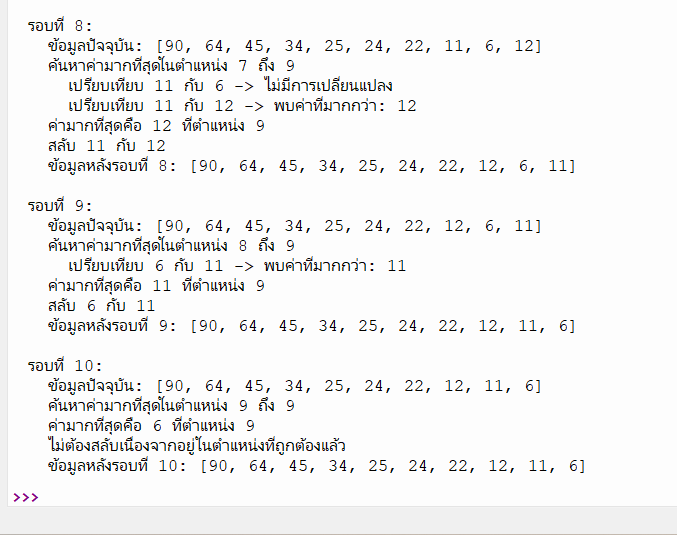 รอบที่ 8:
ข้อมูลปัจจุบัน: [90, 64, 45, 34, 25, 24, 22, 11, 6, 12]
ค้นหาค่ามากที่สุดในตำแหน่ง 7 ถึง 9
เปรียบเทียบ 11 กับ 6 -> ไม่มีการเปลี่ยนแปลง
เปรียบเทียบ 11 กับ 12 -> พบค่าที่มากกว่า: 12
ค่ามากที่สุดคือ 12 ที่ตำแหน่ง 9
สลับ 11 กับ 12
ข้อมูลหลังรอบที่ 8: [90, 64, 45, 34, 25, 24, 22, 12, 6, 11]
รอบที่ 9:
ข้อมูลปัจจุบัน: [90, 64, 45, 34, 25, 24, 22, 12, 6, 11]
ค้นหาค่ามากที่สุดในตำแหน่ง 8 ถึง 9
เปรียบเทียบ 6 กับ 11 -> พบค่าที่มากกว่า: 11
ค่ามากที่สุดคือ 11 ที่ตำแหน่ง 9
สลับ 6 กับ 11
ข้อมูลหลังรอบที่ 9: [90, 64, 45, 34, 25, 24, 22, 12, 11, 6]
รอบที่ 10:
ข้อมูลปัจจุบัน: [90, 64, 45, 34, 25, 24, 22, 12, 11, 6]
ค้นหาค่ามากที่สุดในตำแหน่ง 9 ถึง 9
ค่ามากที่สุดคือ 6 ที่ตำแหน่ง 9
ไม่ต้องสลับเนื่องจากอยู่ในตำแหน่งที่ถูกต้องแล้ว
ข้อมูลหลังรอบที่ 10: [90, 64, 45, 34, 25, 24, 22, 12, 11, 6]
>>>